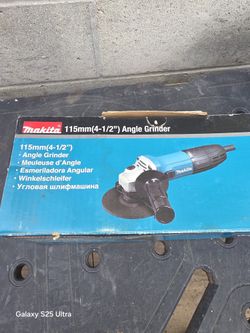 Makita 115mm(4-1/2") Angle Grinder
115mm(4-1/2")
• Angle Grinder
• Meuleuse d'Angle
• Esmeriladora Angular
• Winkelschleifer
• Угловая шлифмашина
Makita
Galaxy S25 Ultra